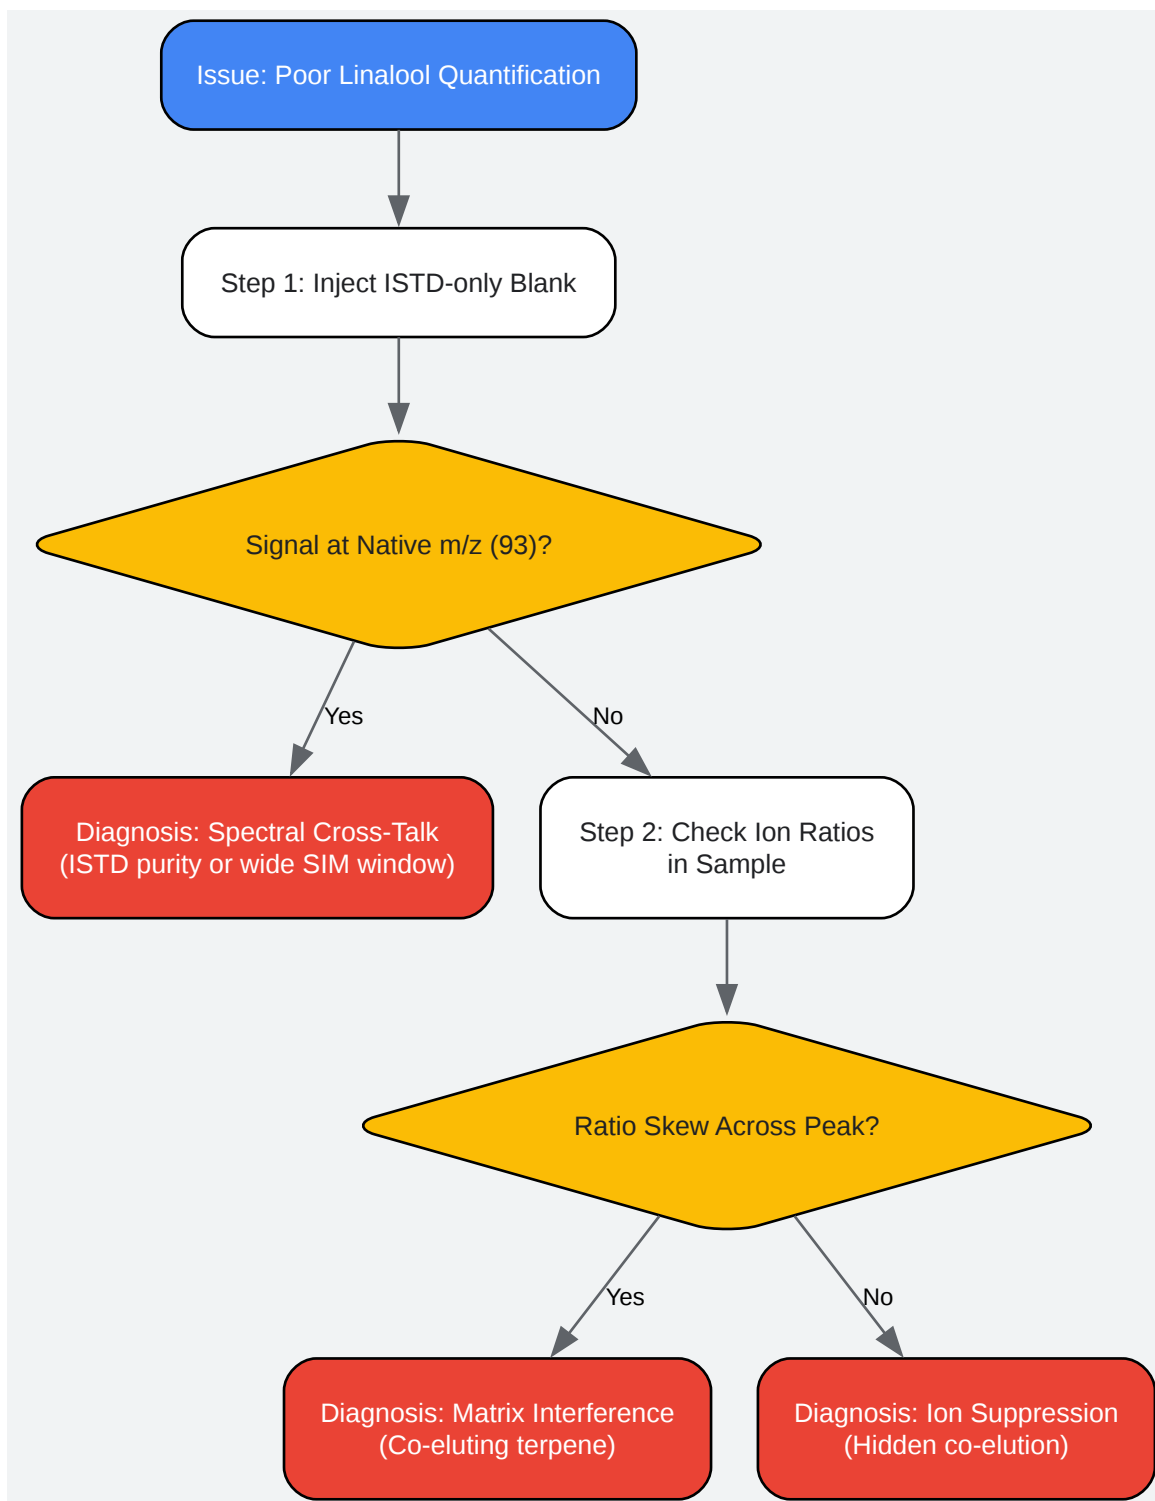 Issue: Poor Linalool Quantification
Step 1: Inject ISTD-only Blank
Signal at Native m/z (93)?
Yes
No
Diagnosis: Spectral Cross-Talk
(ISTD purity or wide SIM window)
Step 2: Check Ion Ratios
in Sample
Ratio Skew Across Peak?
Yes
No
Diagnosis: Matrix Interference
(Co-eluting terpene)
Diagnosis: Ion Suppression
(Hidden co-elution)